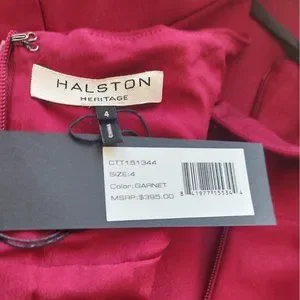 HALSTON
HERITAGE
4
CTT151344
SIZE:4
Color:GARNET
MSRP:$395.00